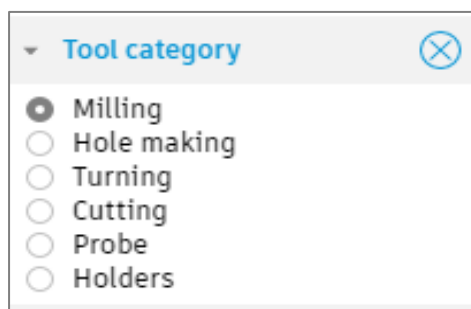 Tool category
Milling
Hole making
Turning
Cutting
Probe
Holders